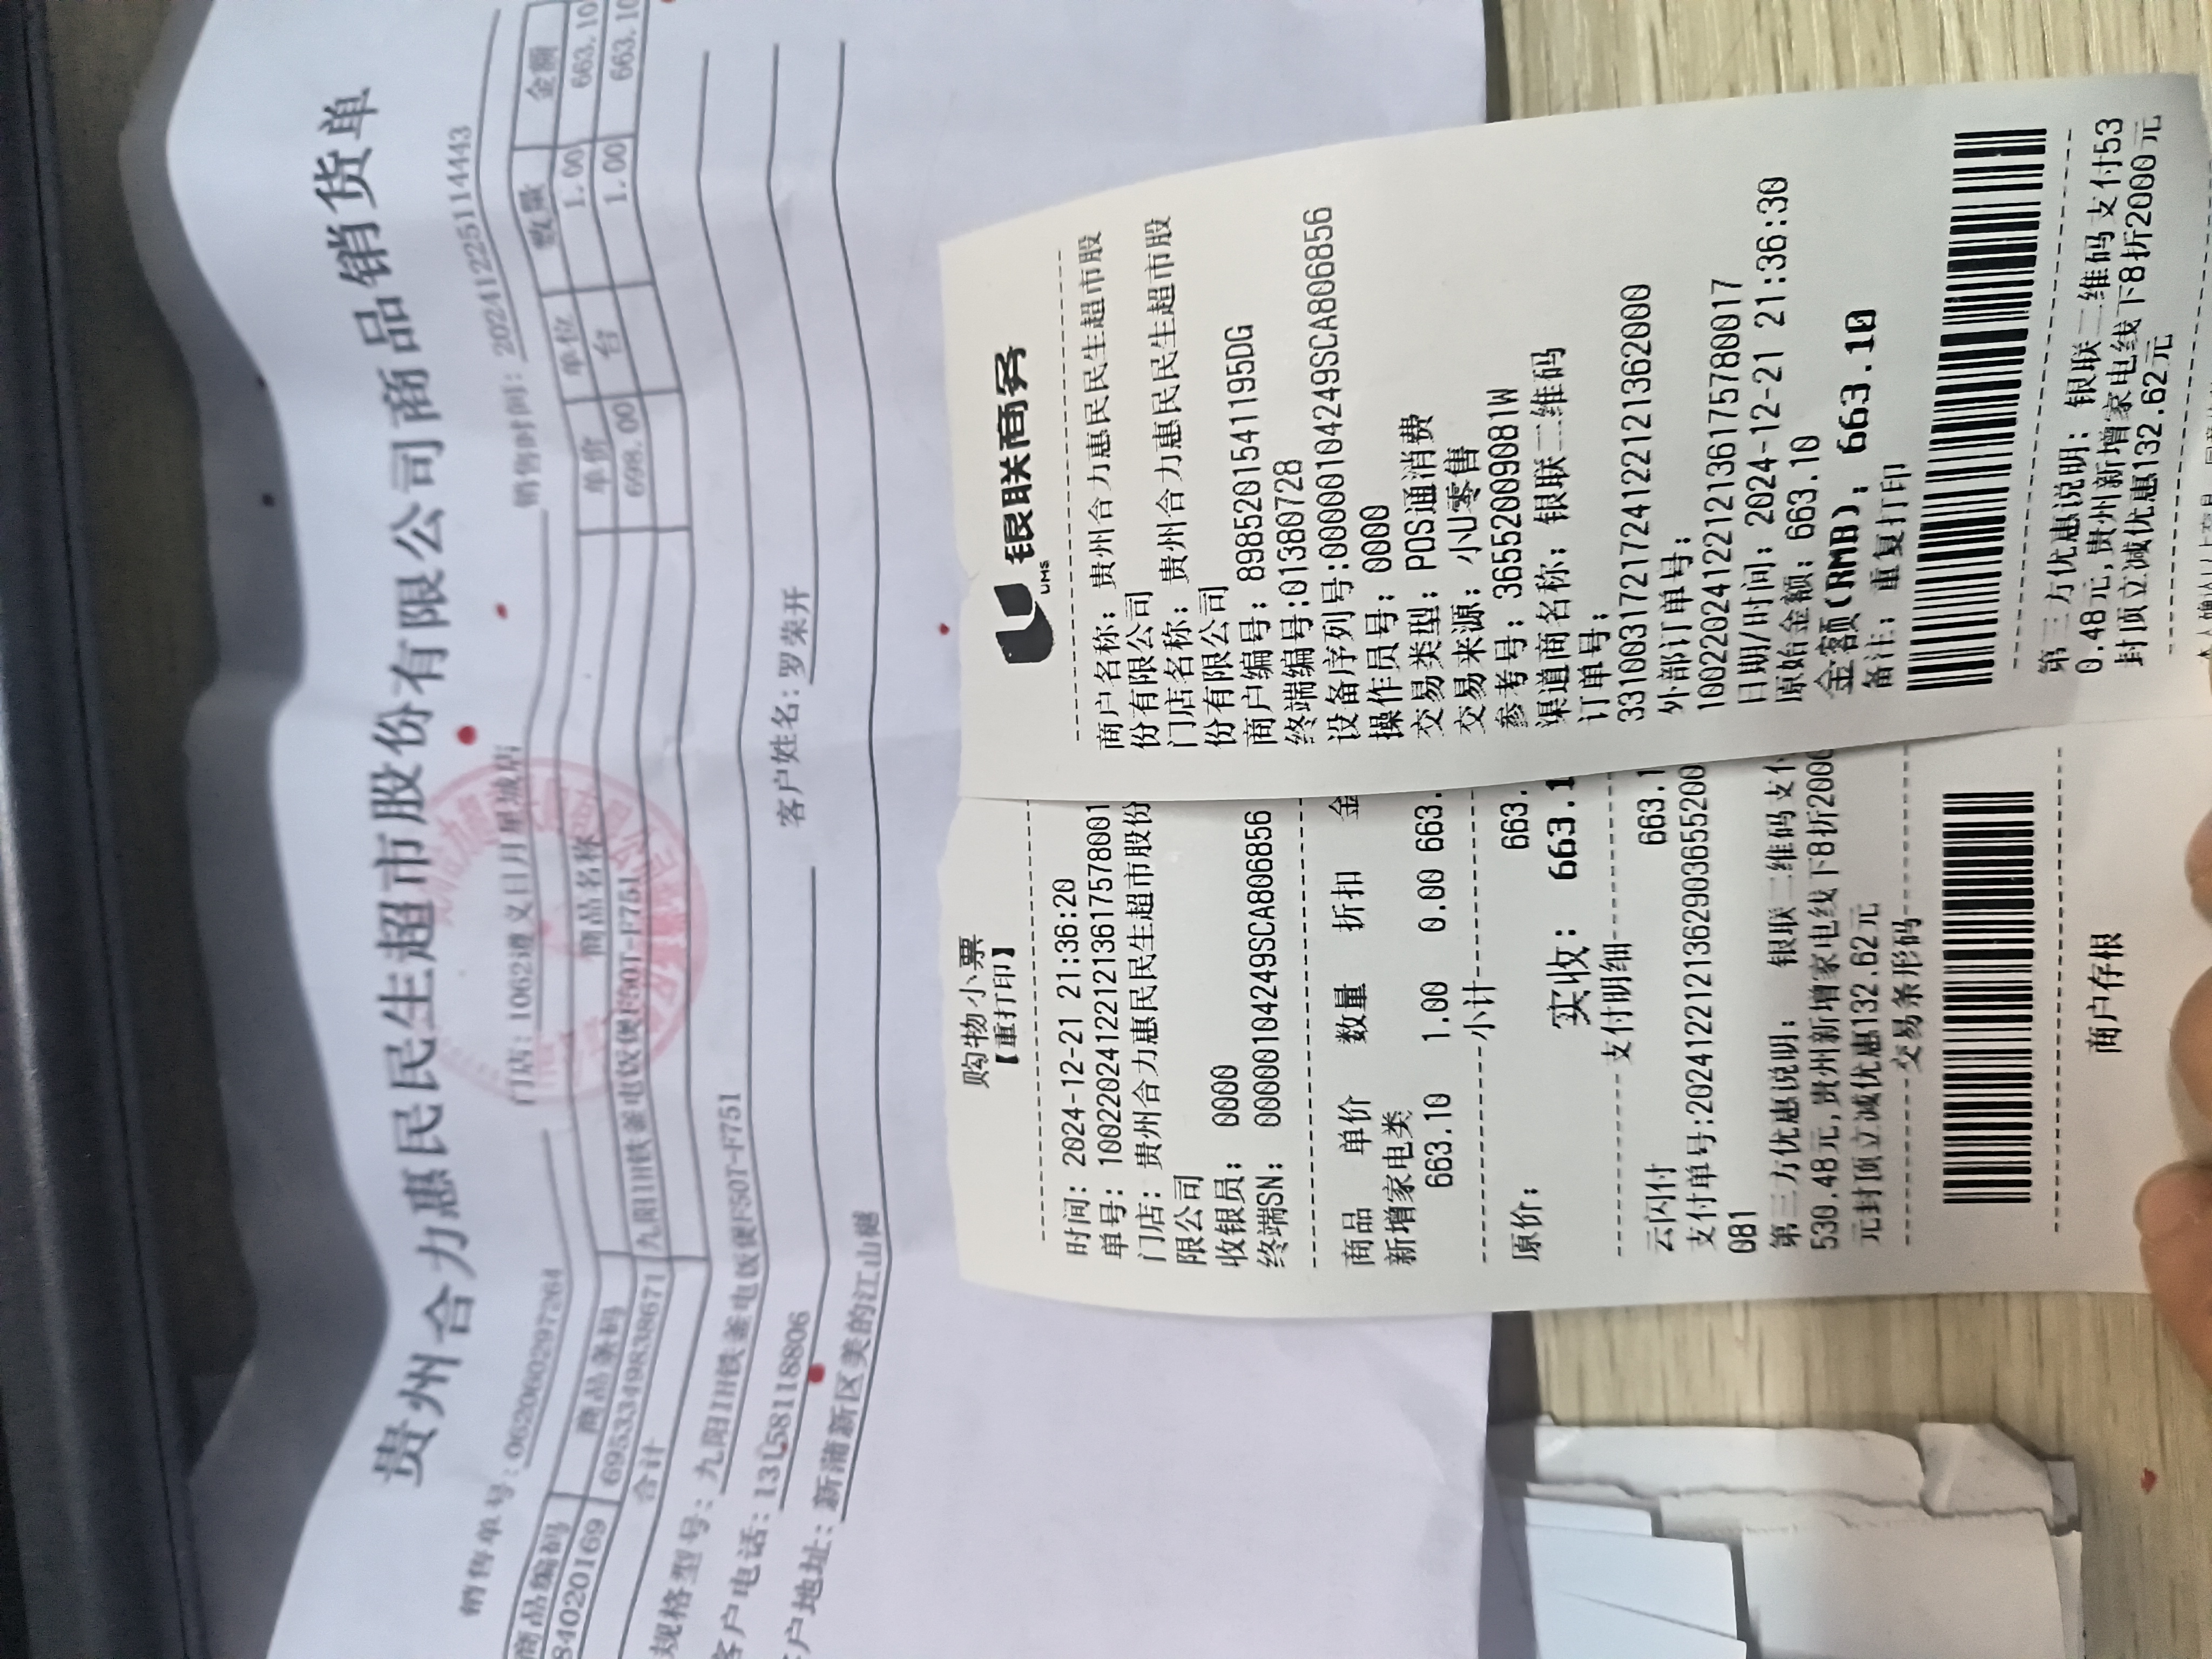 贵州合力惠民民生超市股份有限公司商品销货单
销售单号:062060297264 门店:1062遵义日月星城店 销售时间:20241225114443
商品编码 商品条码 商品名称 单价 单位 数量 金额
84020169 6953349838671 九阳IH铁釜电饭煲F50T-F751 698.00 台 1.00 663.10
合计 1.00 663.10
规格型号:九阳IH铁釜电饭煲F50T-F751
客户电话:13158118806 客户姓名:罗荣开
户地址:新蒲新区美的江山樾
购物小票
【重打印】
时间: 2024-12-21 21:36:20
单号: 100220241221213617578001
门店: 贵州合力惠民民生超市股份
限公司
收银员: 0000
终端SN: 00000104249SCA806856
商品 单价 数量 折扣 金
新增家电类
663.10 1.00 0.00 663.
小计
原价: 663.
实收: 663.1
支付明细
云闪付 663.1
支付单号:2024122121362903655200
081
第三方优惠说明: 银联二维码支付
530.48元,贵州新增家电线下8折2000
元封顶立减优惠132.62元
交易条形码
商户存根
银联商务
UMS
商户名称: 贵州合力惠民民生超市股
份有限公司
门店名称: 贵州合力惠民民生超市股
份有限公司
商户编号: 89852015411195DG
终端编号:01380728
设备序列号:00000104249SCA806856
操作员号: 0000
交易类型: POS通消费
交易来源: 小U零售
参考号: 36552009081W
渠道商名称: 银联二维码
订单号:
3310031721724122121362000
外部订单号:
1002202412212136175780017
日期/时间: 2024-12-21 21:36:30
原始金额: 663.10
金额(RMB): 663.10
备注: 重复打印
第三方优惠说明: 银联二维码支付53
0.48元,贵州新增家电线下8折2000元
封顶立减优惠132.62元